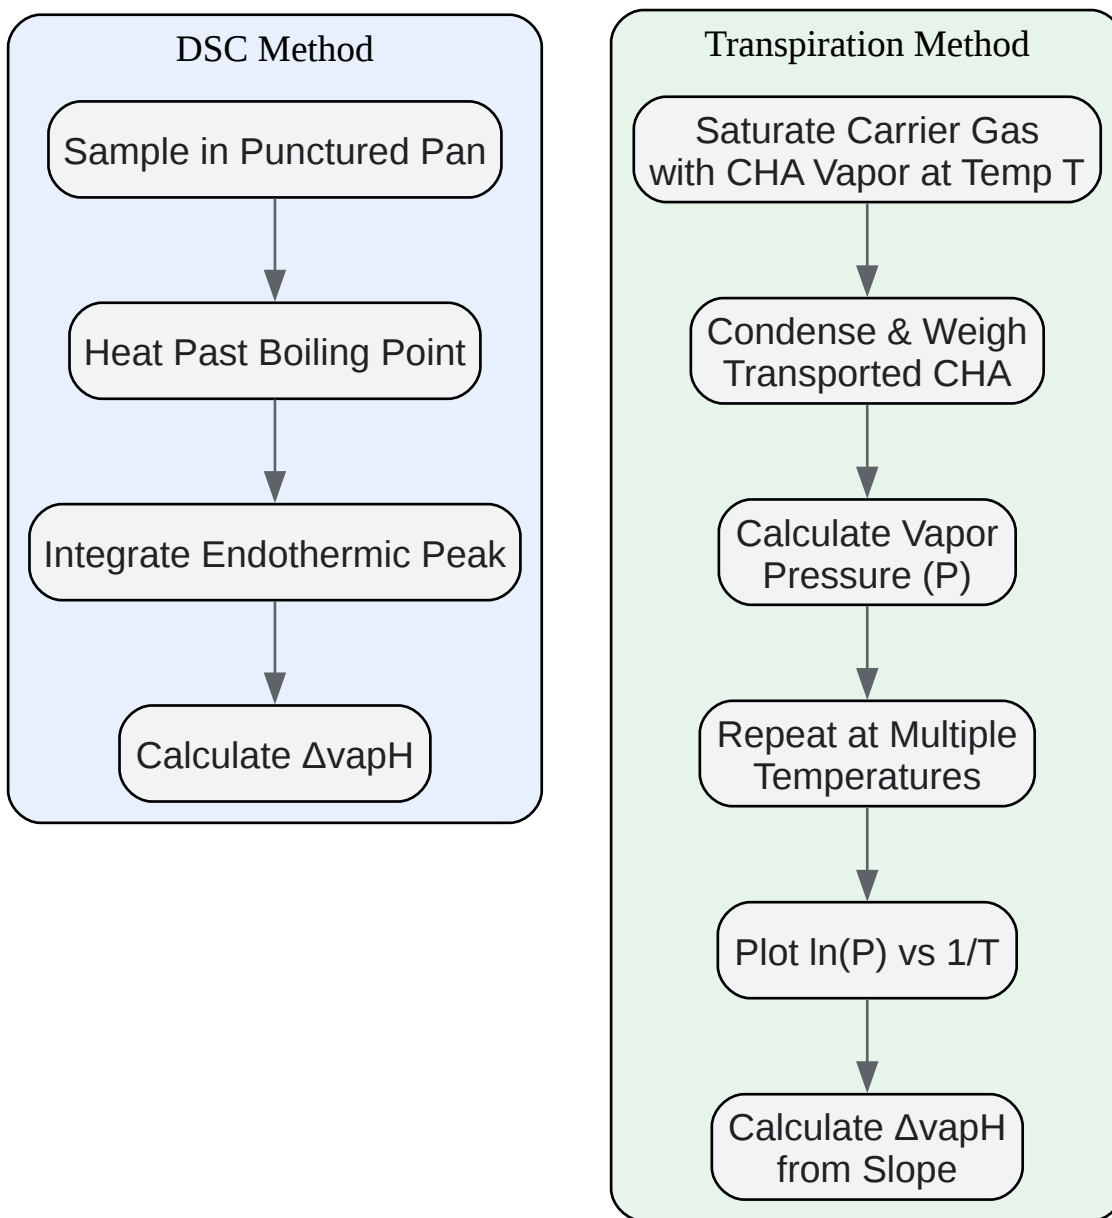 DSC Method
Sample in Punctured Pan
Heat Past Boiling Point
Integrate Endothermic Peak
Calculate ΔvapH
Transpiration Method
Saturate Carrier Gas
with CHA Vapor at Temp T
Condense & Weigh
Transported CHA
Calculate Vapor
Pressure (P)
Repeat at Multiple
Temperatures
Plot ln(P) vs 1/T
Calculate ΔvapH
from Slope